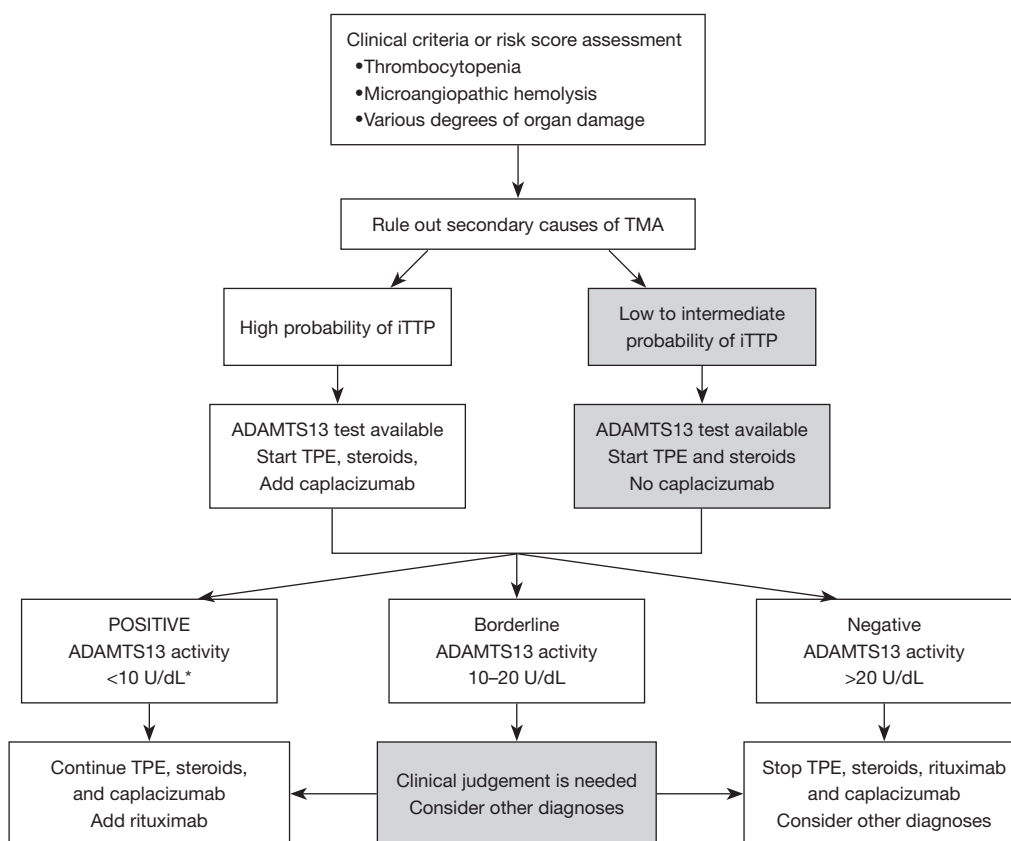 Clinical criteria or risk score assessment
•Thrombocytopenia
•Microangiopathic hemolysis
•Various degrees of organ damage
Rule out secondary causes of TMA
High probability of iTTP
Low to intermediate
probability of iTTP
ADAMTS13 test available
Start TPE, steroids,
Add caplacizumab
ADAMTS13 test available
Start TPE and steroids
No caplacizumab
POSITIVE
ADAMTS13 activity
<10 U/dL*
Borderline
ADAMTS13 activity
10–20 U/dL
Negative
ADAMTS13 activity
>20 U/dL
Continue TPE, steroids,
and caplacizumab
Add rituximab
Clinical judgement is needed
Consider other diagnoses
Stop TPE, steroids, rituximab
and caplacizumab
Consider other diagnoses